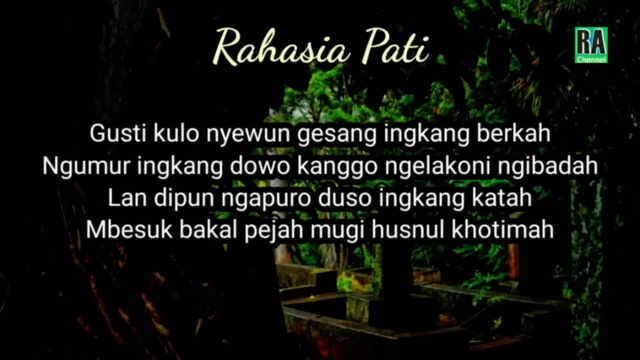 Rahasia Pati
RA
Channel
Gusti kulo nyewun gesang ingkang berkah
Ngumur ingkang dowo kanggo ngelakoni ngibadah
Lan dipun ngapuro duso ingkang katah
Mbesuk bakal pejah mugi husnul khotimah